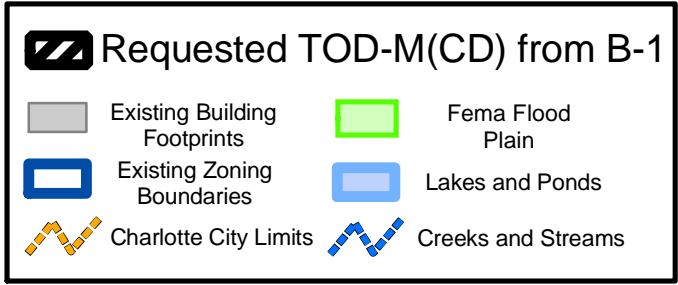 Requested TOD-M(CD) from B-1
Existing Building
Footprints
Fema Flood
Plain
Existing Zoning
Boundaries
Lakes and Ponds
Charlotte City Limits
Creeks and Streams